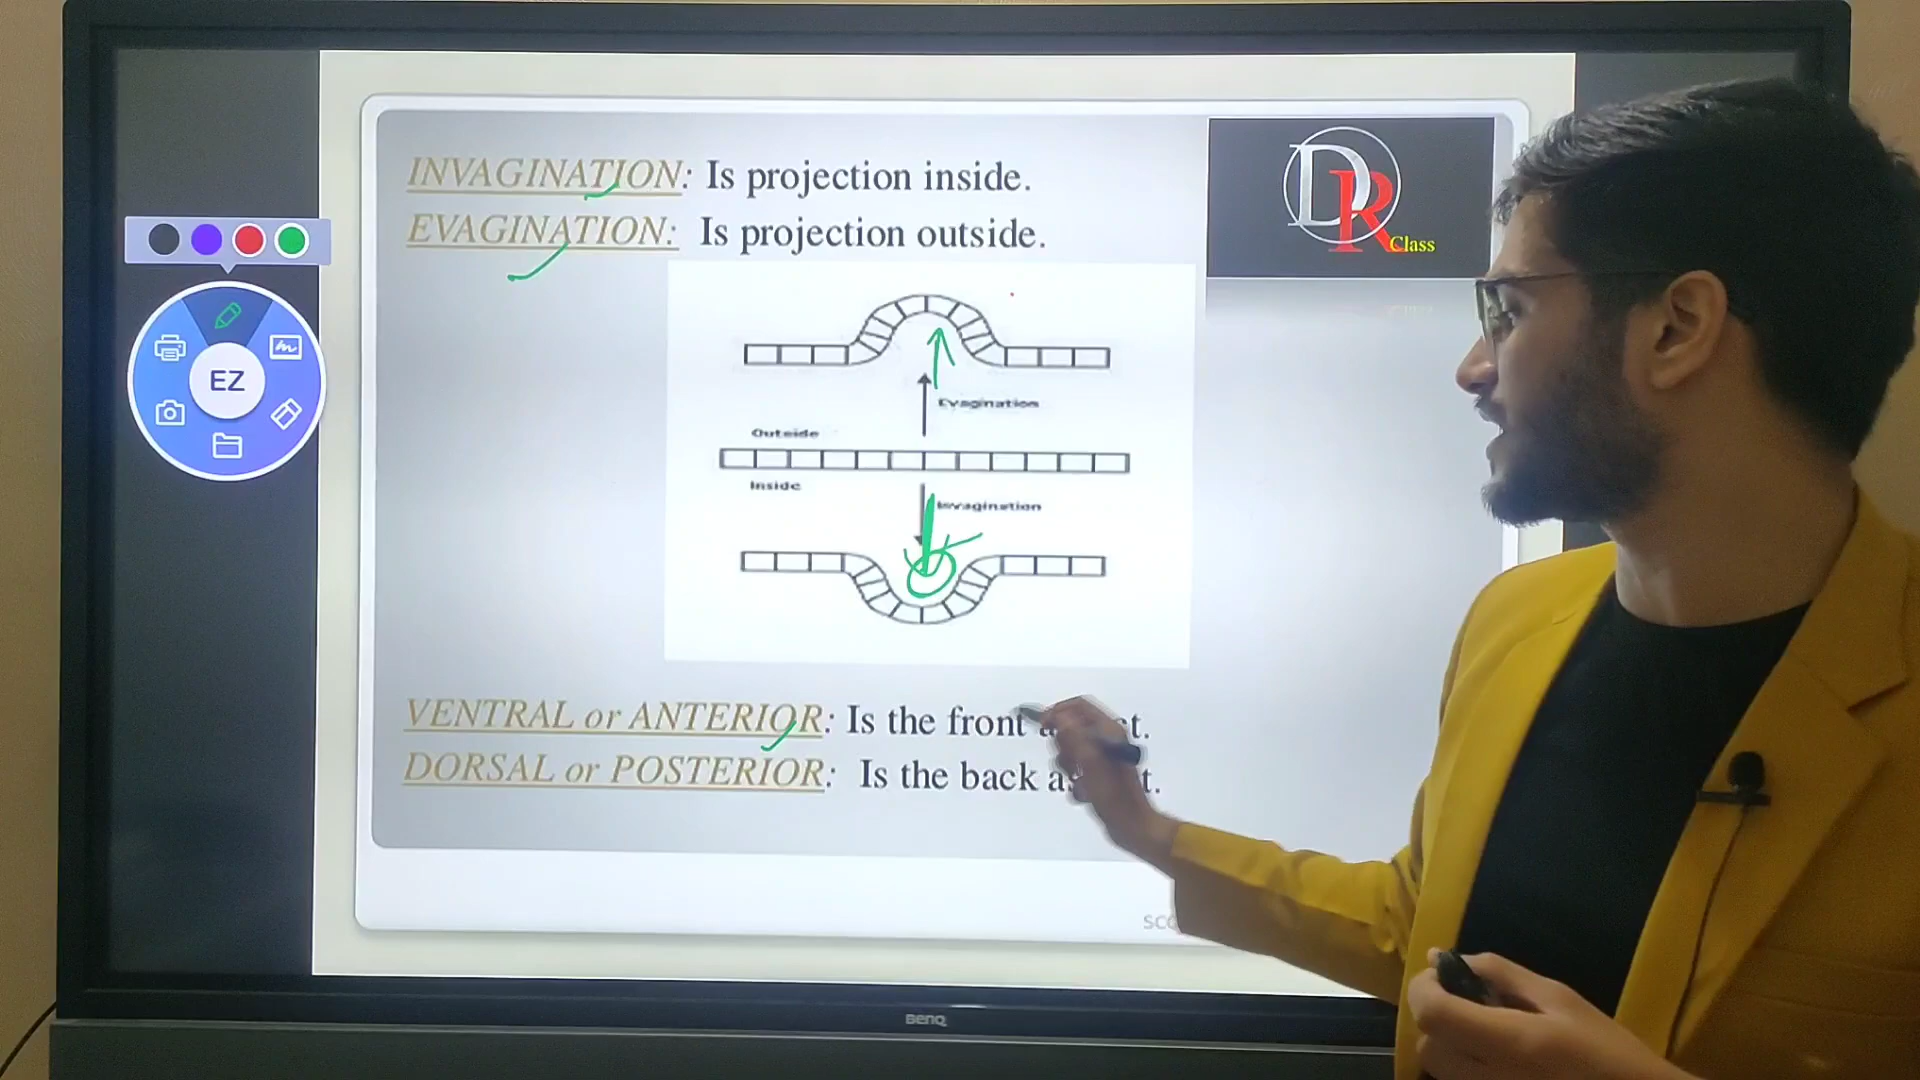 INVAGINATION: Is projection inside.
EVAGINATION: Is projection outside.
DR
Class
EZ
Evagination
Outside
Inside
Invagination
VENTRAL or ANTERIOR: Is the front
DORSAL or POSTERIOR: Is the back
BenQ